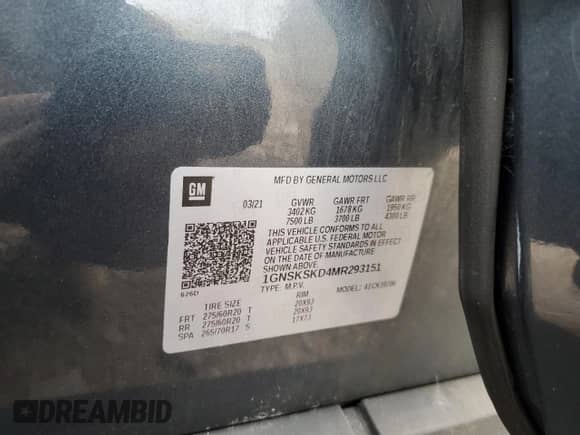 MFD BY GENERAL MOTORS LLC
GM
03/21 GVWR GAWR FRT GAWR RR
3402 KG 1678 KG 1950 KG
7500 LB 3700 LB 4300 LB
THIS VEHICLE CONFORMS TO ALL
APPLICABLE U.S. FEDERAL MOTOR
VEHICLE SAFETY STANDARDS IN EFFECT
ON THE DATE OF MANUFACTURE
SHOWN ABOVE.
1GNSKSKD4MR293151
TYPE: M.P.V. MODEL:
626D
TIRE SIZE RIM
FRT 275/60R20 T 20X9J
RR 275/60R20 T 20X9J
SPA 265/70R17 S 17X7J
DREAMBID